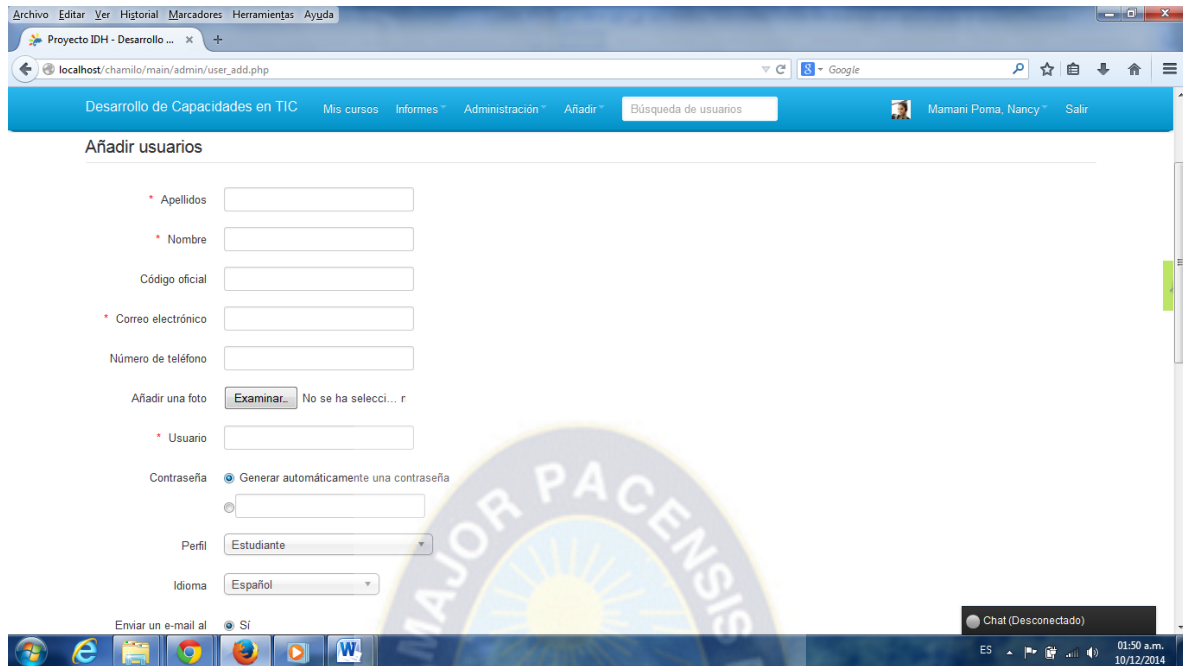 Archivo Editar Ver Historial Marcadores Herramientas Ayuda
Proyecto IDH - Desarrollo ... × +
localhost/chamilo/main/admin/user_add.php
Google
Desarrollo de Capacidades en TIC Mis cursos Informes Administración Añadir Búsqueda de usuarios Mamani Poma, Nancy Salir
Añadir usuarios
* Apellidos
* Nombre
Código oficial
* Correo electrónico
Número de teléfono
Añadir una foto Examinar... No se ha selecci... r
* Usuario
Contraseña Generar automáticamente una contraseña
Perfil Estudiante
Idioma Español
Enviar un e-mail al Sí
MAJOR PACENSIS
Chat (Desconectado)
ES 01:50 a.m.
10/12/2014